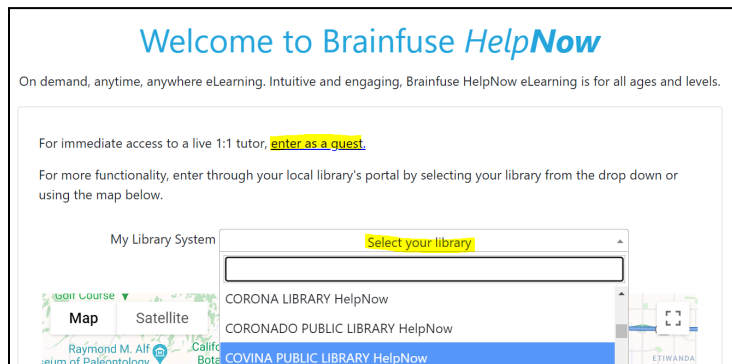 Welcome to Brainfuse HelpNow
On demand, anytime, anywhere eLearning. Intuitive and engaging, Brainfuse HelpNow eLearning is for all ages and levels.
For immediate access to a live 1:1 tutor, enter as a guest.
For more functionality, enter through your local library's portal by selecting your library from the drop down or
using the map below.
My Library System Select your library
CORONA LIBRARY HelpNow
CORONADO PUBLIC LIBRARY HelpNow
COVINA PUBLIC LIBRARY HelpNow
Golf Course
Map Satellite
Raymond M. Alf
of Paleontology
ETIWANDA